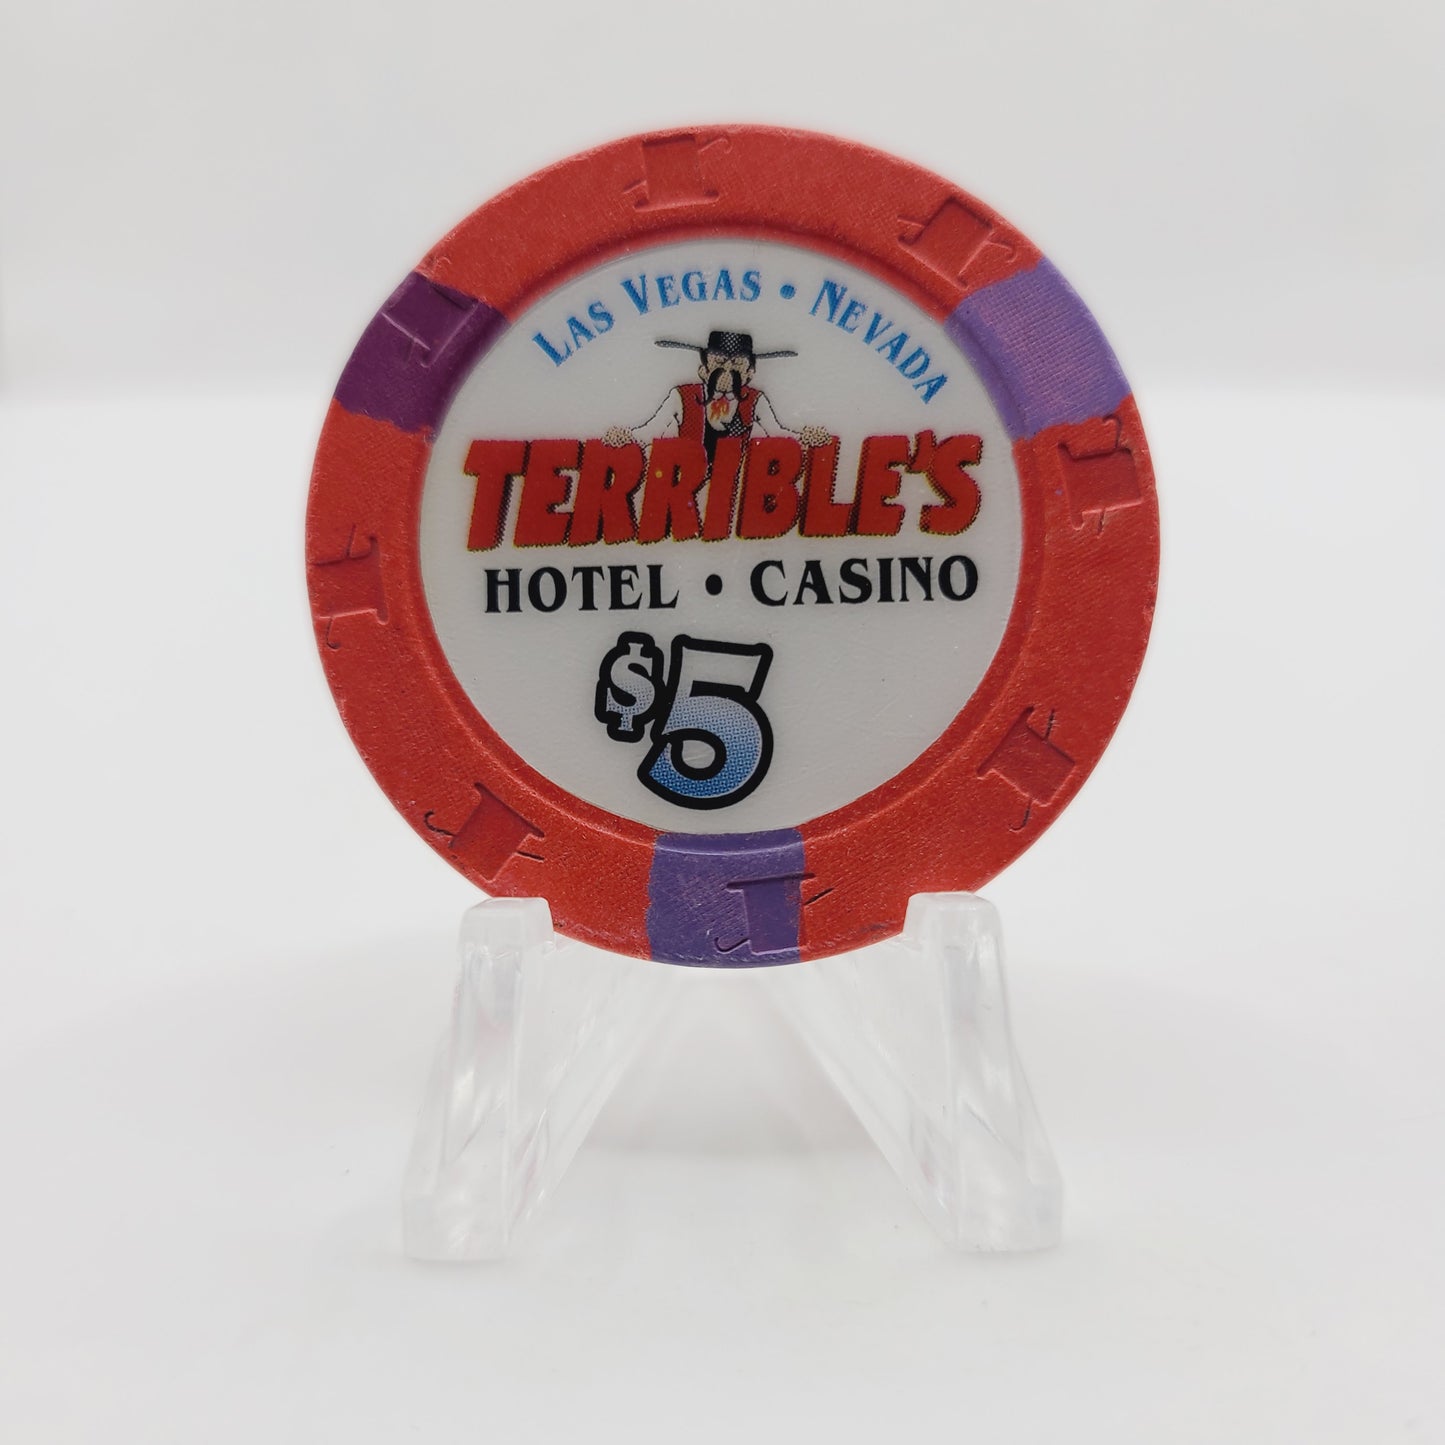 LAS VEGAS • NEVADA
TERRIBLE'S
HOTEL • CASINO
$5